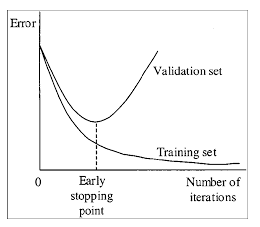 Error
Validation set
Training set
0
Early
stopping
point
Number of
iterations